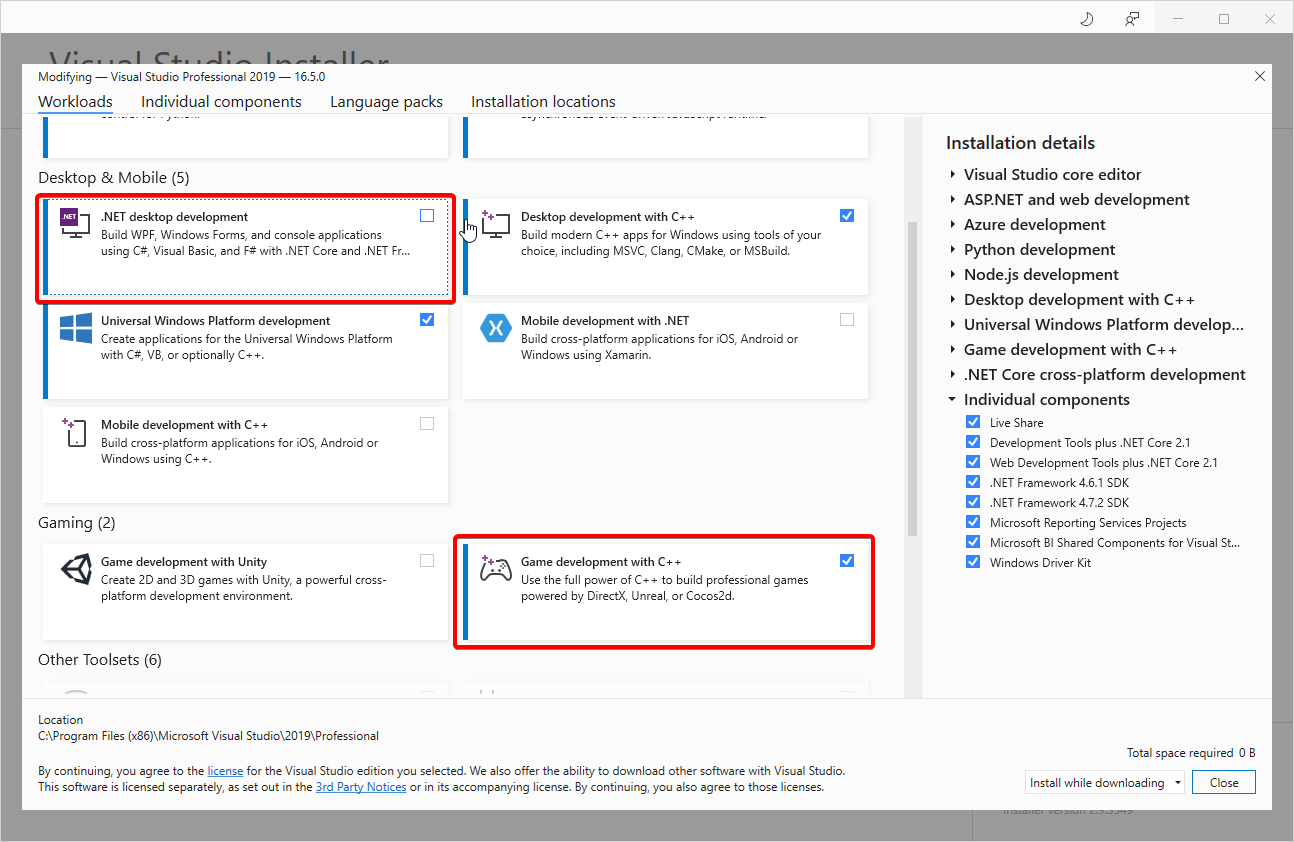 Visual Studio Installer
Modifying — Visual Studio Professional 2019 — 16.5.0
Workloads Individual components Language packs Installation locations
control for Python.
asynchronous event-driven JavaScript runtime.
Desktop & Mobile (5)
.NET
.NET desktop development
Build WPF, Windows Forms, and console applications
using C#, Visual Basic, and F# with .NET Core and .NET Fr...
Desktop development with C++
Build modern C++ apps for Windows using tools of your
choice, including MSVC, Clang, CMake, or MSBuild.
Universal Windows Platform development
Create applications for the Universal Windows Platform
with C#, VB, or optionally C++.
Mobile development with .NET
Build cross-platform applications for iOS, Android or
Windows using Xamarin.
Mobile development with C++
Build cross-platform applications for iOS, Android or
Windows using C++.
Gaming (2)
Game development with Unity
Create 2D and 3D games with Unity, a powerful cross-
platform development environment.
Game development with C++
Use the full power of C++ to build professional games
powered by DirectX, Unreal, or Cocos2d.
Other Toolsets (6)
Installation details
Visual Studio core editor
ASP.NET and web development
Azure development
Python development
Node.js development
Desktop development with C++
Universal Windows Platform develop...
Game development with C++
.NET Core cross-platform development
Individual components
Live Share
Development Tools plus .NET Core 2.1
Web Development Tools plus .NET Core 2.1
.NET Framework 4.6.1 SDK
.NET Framework 4.7.2 SDK
Microsoft Reporting Services Projects
Microsoft BI Shared Components for Visual St...
Windows Driver Kit
Location
C:\Program Files (x86)\Microsoft Visual Studio\2019\Professional
Total space required 0 B
By continuing, you agree to the license for the Visual Studio edition you selected. We also offer the ability to download other software with Visual Studio.
This software is licensed separately, as set out in the 3rd Party Notices or in its accompanying license. By continuing, you also agree to those licenses.
Install while downloading
Close
Installer version